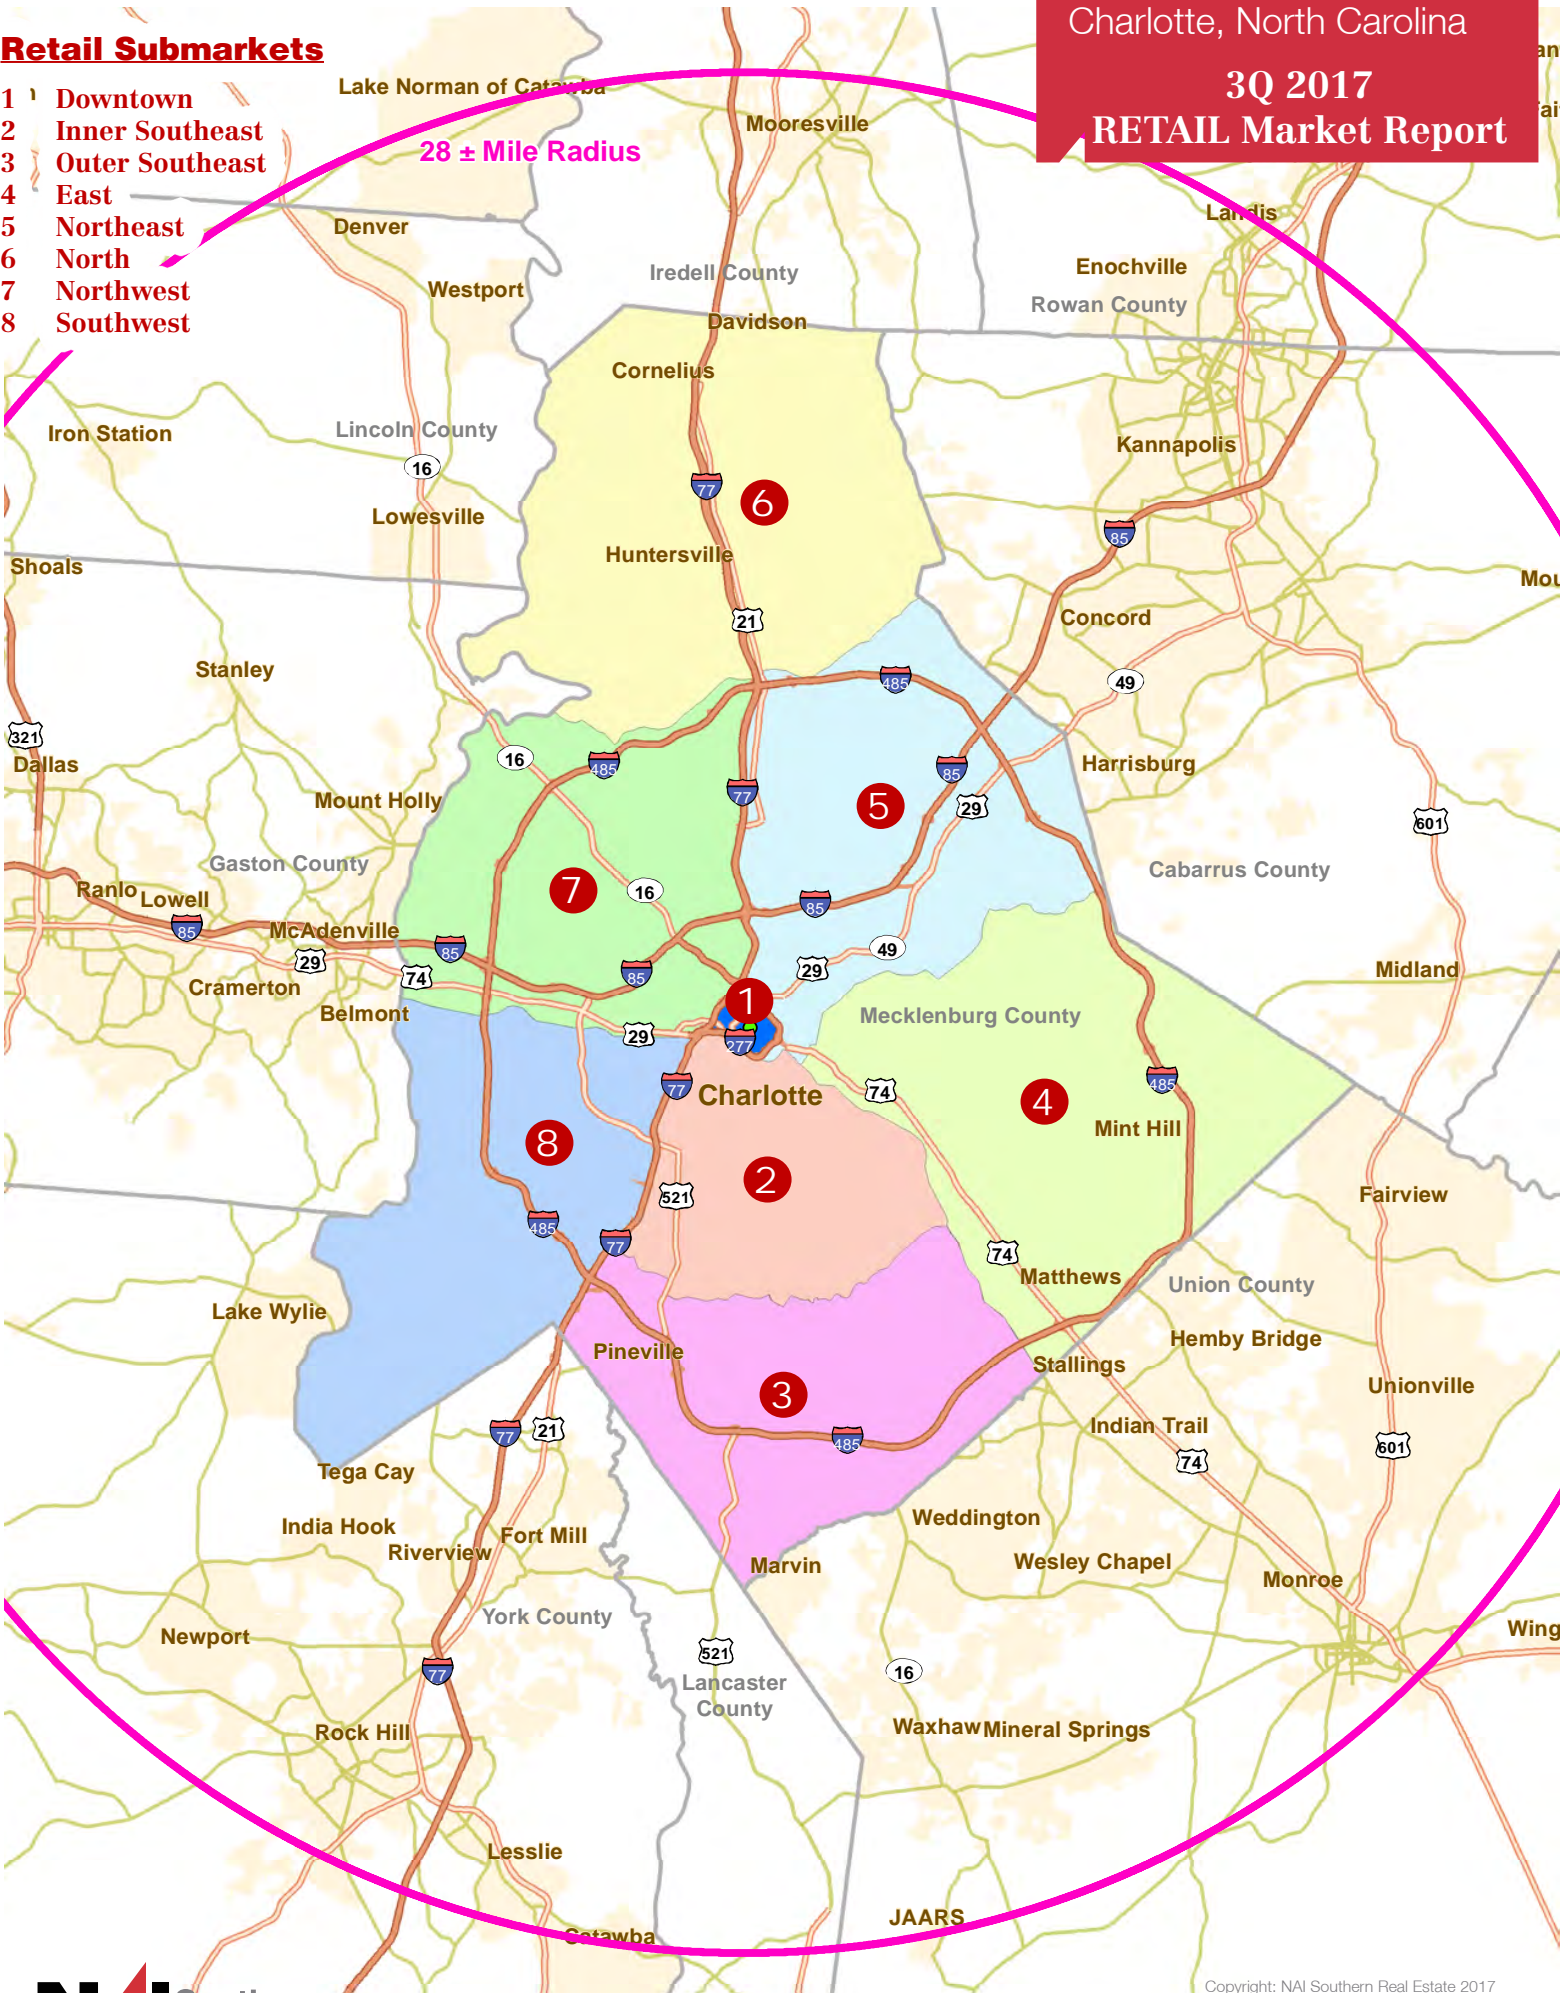 Charlotte, North Carolina
3Q 2017
RETAIL Market Report
Retail Submarkets
1 Downtown
2 Inner Southeast
3 Outer Southeast
4 East
5 Northeast
6 North
7 Northwest
8 Southwest
Lake Norman of Catawba
Mooresville
28 ± Mile Radius
Landis
Denver
Iredell County
Enochville
Westport
Rowan County
Davidson
Cornelius
Iron Station
Lincoln County
Kannapolis
16
77
6
Lowesville
85
Huntersville
Shoals
Concord
21
Stanley
485
49
321
16
Dallas
485
85
Harrisburg
77
Mount Holly
5
29
601
Gaston County
Cabarrus County
Ranlo
Lowell
7
16
85
85
McAdenville
85
49
29
74
85
29
Midland
Cramerton
1
Belmont
Mecklenburg County
29
277
77
Charlotte
74
4
485
Mint Hill
8
2
521
Fairview
485
77
74
Matthews
Union County
Lake Wylie
Hemby Bridge
Pineville
Stallings
3
Unionville
77
21
485
Indian Trail
601
74
Tega Cay
Weddington
India Hook
Fort Mill
Riverview
Marvin
Wesley Chapel
Monroe
York County
Newport
521
16
77
Lancaster
County
Rock Hill
Waxhaw
Mineral Springs
Lesslie
JAARS
Catawba
NAI
Copyright: NAI Southern Real Estate 2017